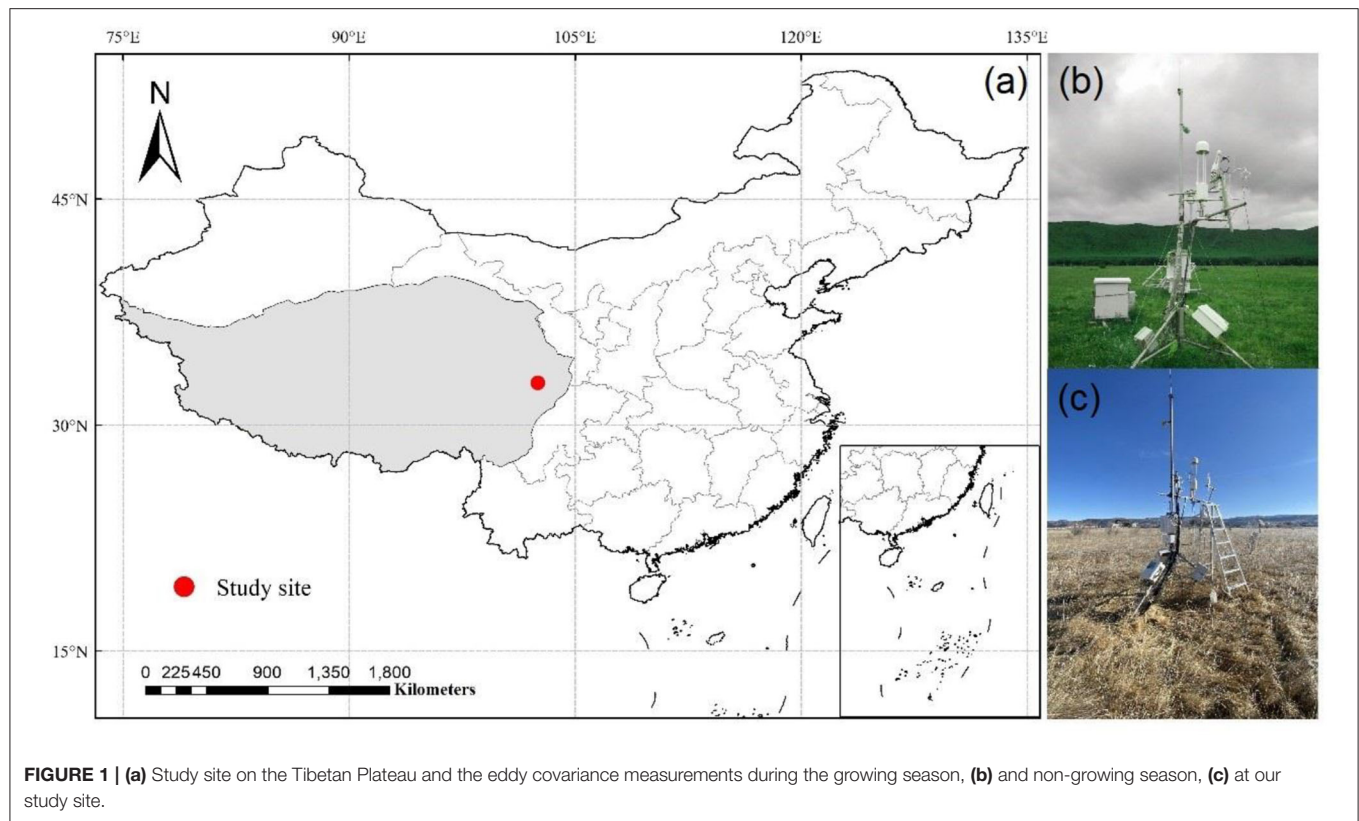 75°E 90°E 105°E 120°E 135°E
N
(a)
(b)
45°N
(c)
30°N
Study site
15°N
0 225 450 900 1,350 1,800
Kilometers
FIGURE 1 | (a) Study site on the Tibetan Plateau and the eddy covariance measurements during the growing season, (b) and non-growing season, (c) at our
study site.